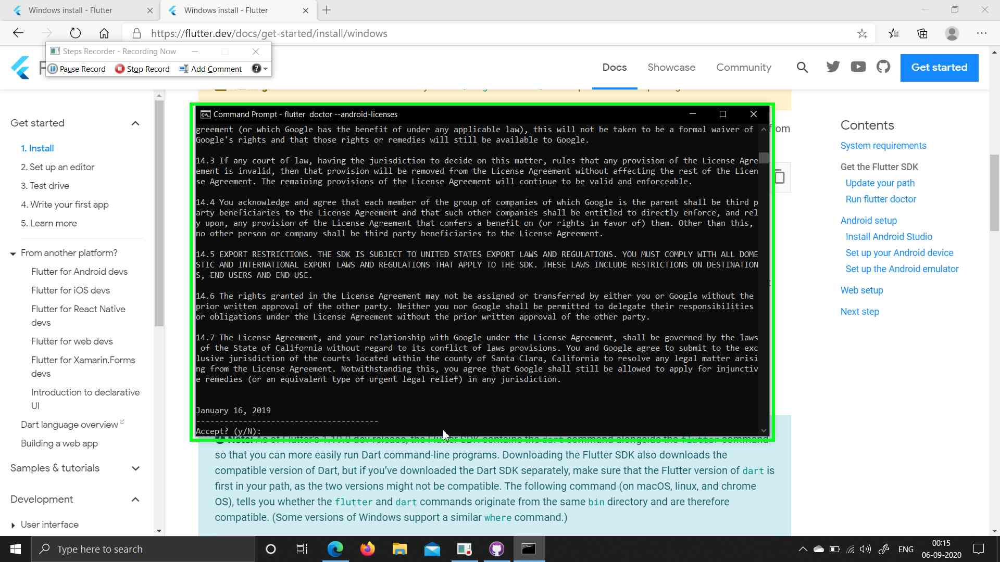 Windows install - Flutter
Windows install - Flutter
https://flutter.dev/docs/get-started/install/windows
Steps Recorder - Recording Now
Pause Record Stop Record Add Comment
Docs Showcase Community Get started
Get started
1. Install
2. Set up an editor
3. Test drive
4. Write your first app
5. Learn more
From another platform?
Flutter for Android devs
Flutter for iOS devs
Flutter for React Native
devs
Flutter for web devs
Flutter for Xamarin.Forms
devs
Introduction to declarative
UI
Dart language overview
Building a web app
Samples & tutorials
Development
User interface
Command Prompt - flutter  doctor --android-licenses
greement (or which Google has the benefit of under any applicable law), this will not be taken to be a formal waiver of
Google's rights and that those rights or remedies will still be available to Google.
14.3 If any court of law, having the jurisdiction to decide on this matter, rules that any provision of the License Agre
ement is invalid, then that provision will be removed from the License Agreement without affecting the rest of the Licen
se Agreement. The remaining provisions of the License Agreement will continue to be valid and enforceable.
14.4 You acknowledge and agree that each member of the group of companies of which Google is the parent shall be third p
arty beneficiaries to the License Agreement and that such other companies shall be entitled to directly enforce, and rel
y upon, any provision of the License Agreement that confers a benefit on (or rights in favor of) them. Other than this,
no other person or company shall be third party beneficiaries to the License Agreement.
14.5 EXPORT RESTRICTIONS. THE SDK IS SUBJECT TO UNITED STATES EXPORT LAWS AND REGULATIONS. YOU MUST COMPLY WITH ALL DOME
STIC AND INTERNATIONAL EXPORT LAWS AND REGULATIONS THAT APPLY TO THE SDK. THESE LAWS INCLUDE RESTRICTIONS ON DESTINATION
S, END USERS AND END USE.
14.6 The rights granted in the License Agreement may not be assigned or transferred by either you or Google without the
prior written approval of the other party. Neither you nor Google shall be permitted to delegate their responsibilities
or obligations under the License Agreement without the prior written approval of the other party.
14.7 The License Agreement, and your relationship with Google under the License Agreement, shall be governed by the laws
of the State of California without regard to its conflict of laws provisions. You and Google agree to submit to the exc
lusive jurisdiction of the courts located within the county of Santa Clara, California to resolve any legal matter arisi
ng from the License Agreement. Notwithstanding this, you agree that Google shall still be allowed to apply for injunctiv
e remedies (or an equivalent type of urgent legal relief) in any jurisdiction.
January 16, 2019
---------------------------------------
Accept? (y/N):
from
Note: As of Flutter's 1.19.0 dev release, the Flutter SDK contains the dart command alongside the flutter command
so that you can more easily run Dart command-line programs. Downloading the Flutter SDK also downloads the
compatible version of Dart, but if you've downloaded the Dart SDK separately, make sure that the Flutter version of dart is
first in your path, as the two versions might not be compatible. The following command (on macOS, linux, and chrome
OS), tells you whether the flutter and dart commands originate from the same bin directory and are therefore
compatible. (Some versions of Windows support a similar where command.)
Contents
System requirements
Get the Flutter SDK
Update your path
Run flutter doctor
Android setup
Install Android Studio
Set up your Android device
Set up the Android emulator
Web setup
Next step
Type here to search
ENG
00:15
06-09-2020